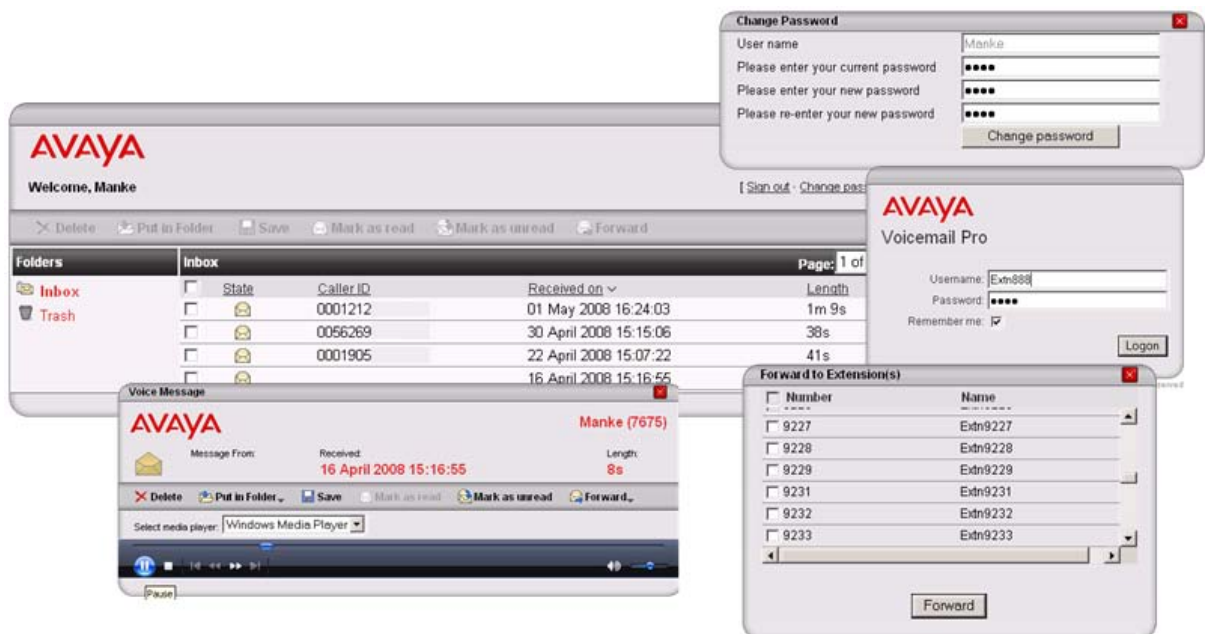 Change Password
User name Manke
Please enter your current password ••••
Please enter your new password ••••
Please re-enter your new password ••••
Change password
AVAYA
Welcome, Manke
[ Sign out · Change pas
Delete Put in Folder Save Mark as read Mark as unread Forward
Folders Inbox Page: 1 of
Inbox
Trash
State Caller ID Received on Length
0001212 01 May 2008 16:24:03 1m 9s
0056269 30 April 2008 15:15:06 38s
0001905 22 April 2008 15:07:22 41s
16 April 2008 15:16:55
AVAYA
Voicemail Pro
Username: Extn888
Password: ••••
Remember me:
Logon
Voice Message
AVAYA
Manke (7675)
Message From: Received: Length:
16 April 2008 15:16:55 8s
Delete Put in Folder Save Mark as read Mark as unread Forward
Select media player: Windows Media Player
Pause
Forward to Extension(s)
Number Name
9227 Extn9227
9228 Extn9228
9229 Extn9229
9231 Extn9231
9232 Extn9232
9233 Extn9233
Forward